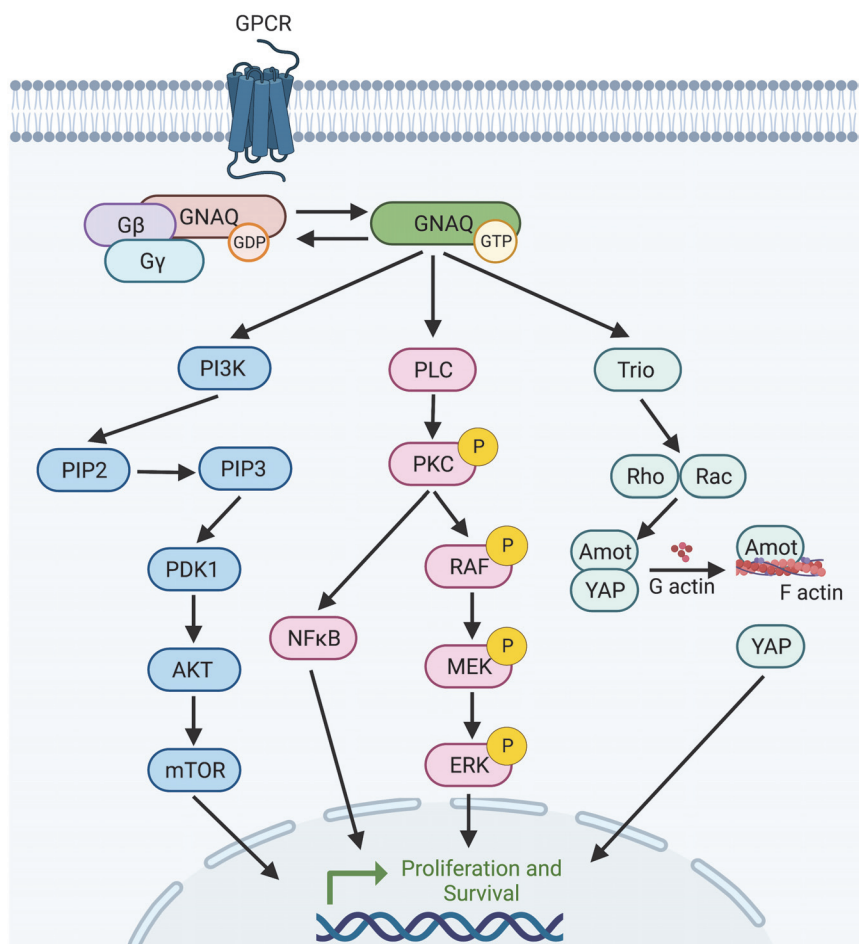 GPCR
Gβ
GNAQ
GDP
Gγ
GNAQ
GTP
PI3K
PLC
Trio
PIP2
PIP3
PKC
P
Rho
Rac
PDK1
RAF
P
Amot
YAP
G actin
Amot
F actin
NFκB
AKT
MEK
P
YAP
mTOR
ERK
P
Proliferation and
Survival